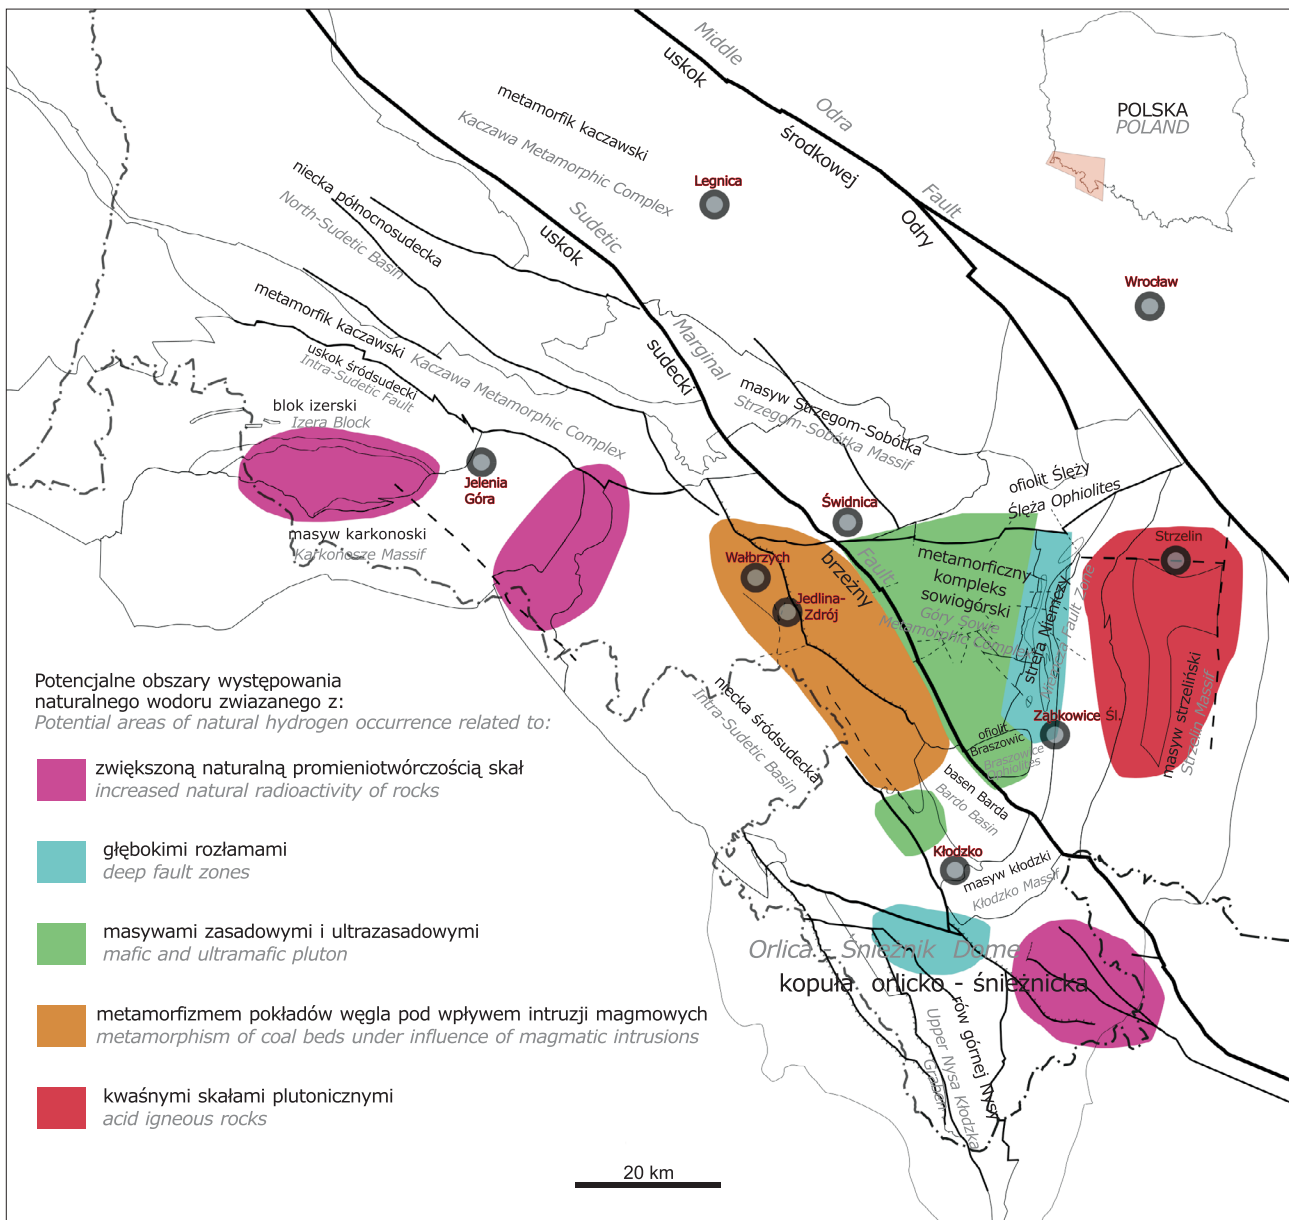 Middle
uskok
Odra
środkowej
Fault
Odry
POLSKA
POLAND
metamorfik kaczawski
Kaczawa Metamorphic Complex
Legnica
niecka północnosudecka
North-Sudetic Basin
Sudetic
uskok
Wrocław
metamorfik kaczawski
Kaczawa Metamorphic Complex
Marginal
sudecki
uskok śródsudecki
Intra-Sudetic Fault
masyw Strzegom-Sobótka
Strzegom-Sobótka Massif
blok izerski
Izera Block
Jelenia
Góra
ofiolit Ślęży
Ślęża Ophiolites
Świdnica
masyw karkonoski
Karkonosze Massif
Strzelin
Wałbrzych
brzeżny
Fault
metamorficzny
kompleks
sowiogórski
Góry Sowie
Metamorphic Complex
Jedlina-
Zdrój
strefa Niemczy
Niemcza Fault Zone
masyw strzeliński
Strzelin Massif
niecka śródsudecka
Intra-Sudetic Basin
Ząbkowice Śl.
ofiolit
Braszowic
Braszowice
Ophiolites
basen Barda
Bardo Basin
Kłodzko
masyw kłodzki
Kłodzko Massif
Orlica - Śnieżnik Dome
kopuła orlicko - śnieżnicka
rów górnej Nysy
Upper Nysa Kłodzka
Graben
Potencjalne obszary występowania
naturalnego wodoru zwiazanego z:
Potential areas of natural hydrogen occurrence related to:
zwiększoną naturalną promieniotwórczością skał
increased natural radioactivity of rocks
głębokimi rozłamami
deep fault zones
masywami zasadowymi i ultrazasadowymi
mafic and ultramafic pluton
metamorfizmem pokładów węgla pod wpływem intruzji magmowych
metamorphism of coal beds under influence of magmatic intrusions
kwaśnymi skałami plutonicznymi
acid igneous rocks
20 km